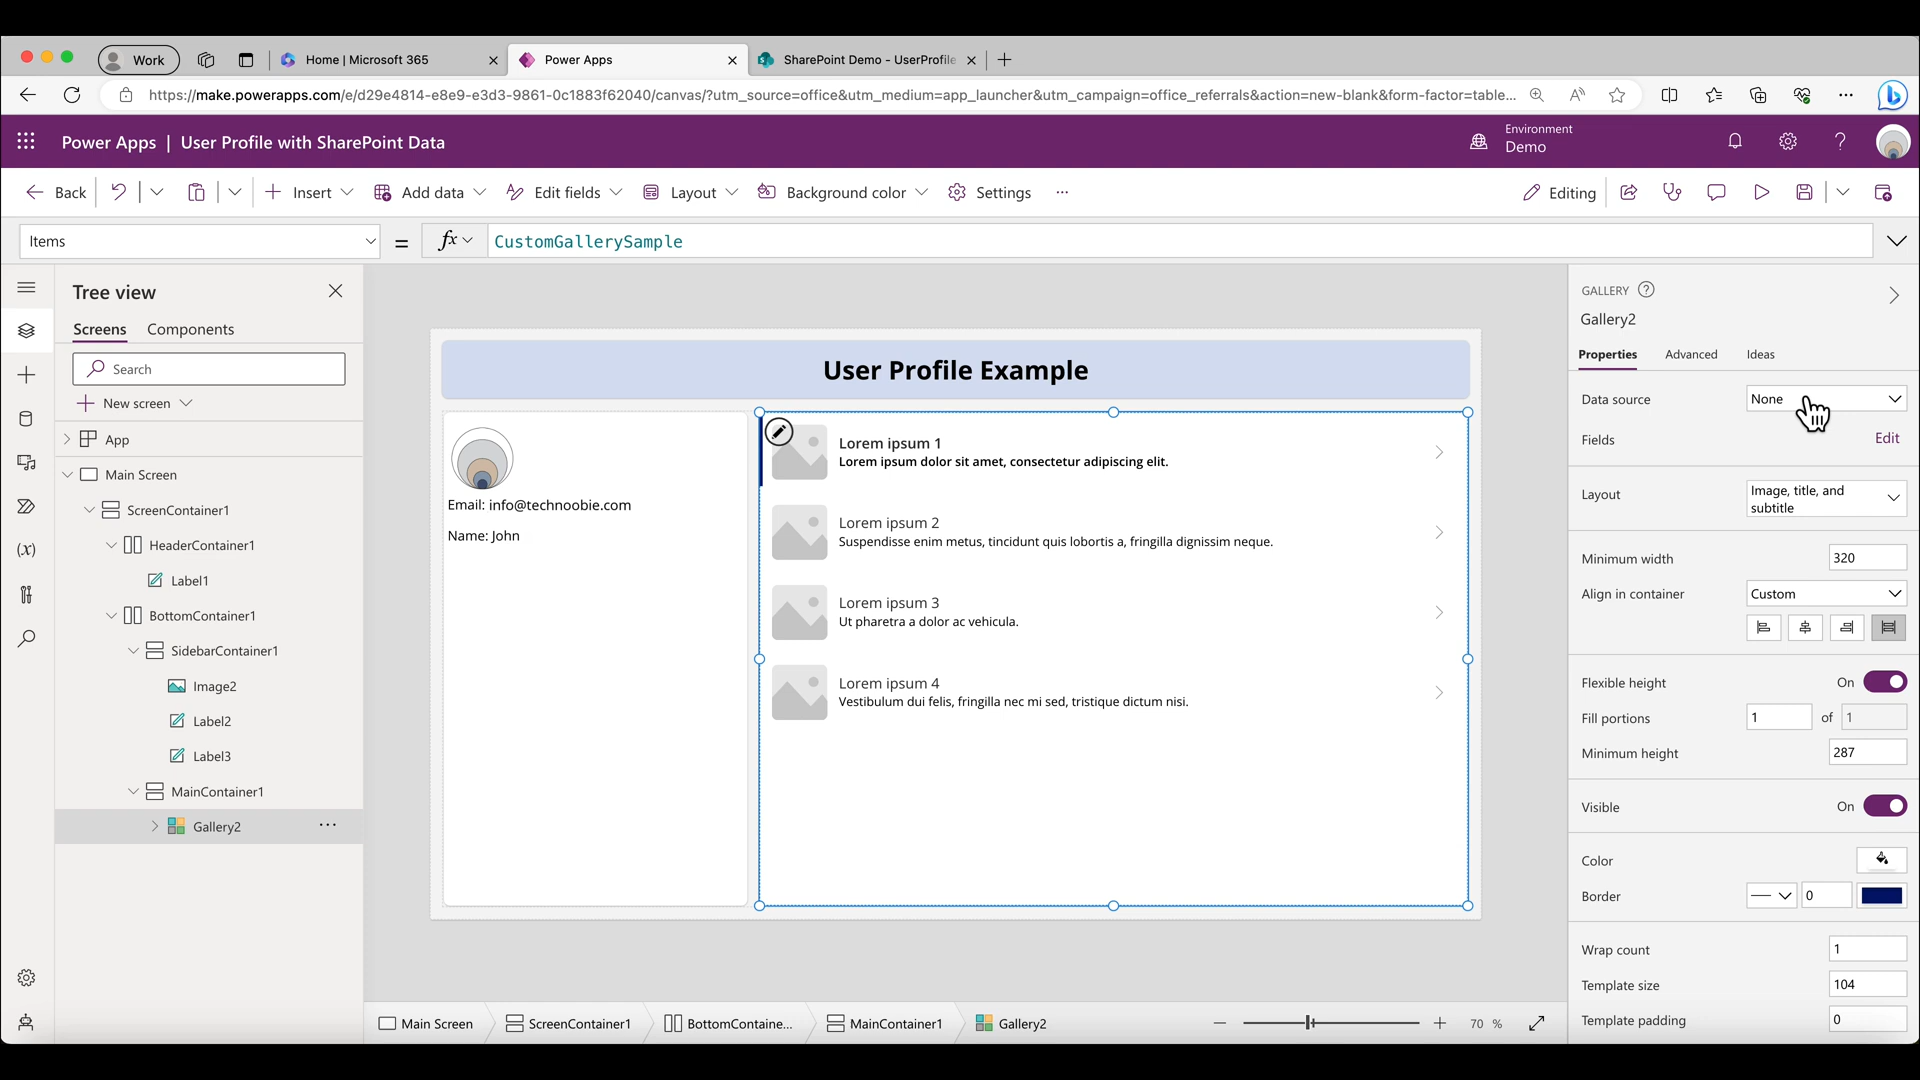 Work
Home | Microsoft 365
Power Apps
SharePoint Demo - UserProfile
https://make.powerapps.com/e/d29e4814-e8e9-e3d3-9861-0c1883f62040/canvas/?utm_source=office&utm_medium=app_launcher&utm_campaign=office_referrals&action=new-blank&form-factor=table...
Power Apps | User Profile with SharePoint Data
Environment
Demo
Back
Insert
Add data
Edit fields
Layout
Background color
Settings
...
Editing
Items
=
fx
CustomGallerySample
Tree view
Screens
Components
Search
New screen
App
Main Screen
ScreenContainer1
HeaderContainer1
Label1
BottomContainer1
SidebarContainer1
Image2
Label2
Label3
MainContainer1
Gallery2
...
User Profile Example
Email: info@technoobie.com
Name: John
Lorem ipsum 1
Lorem ipsum dolor sit amet, consectetur adipiscing elit.
Lorem ipsum 2
Suspendisse enim metus, tincidunt quis lobortis a, fringilla dignissim neque.
Lorem ipsum 3
Ut pharetra a dolor ac vehicula.
Lorem ipsum 4
Vestibulum dui felis, fringilla nec mi sed, tristique dictum nisi.
Main Screen
ScreenContainer1
BottomContaine...
MainContainer1
Gallery2
70 %
GALLERY
Gallery2
Properties
Advanced
Ideas
Data source
None
Fields
Edit
Layout
Image, title, and
subtitle
Minimum width
320
Align in container
Custom
Flexible height
On
Fill portions
1 of 1
Minimum height
287
Visible
On
Color
Border
0
Wrap count
1
Template size
104
Template padding
0